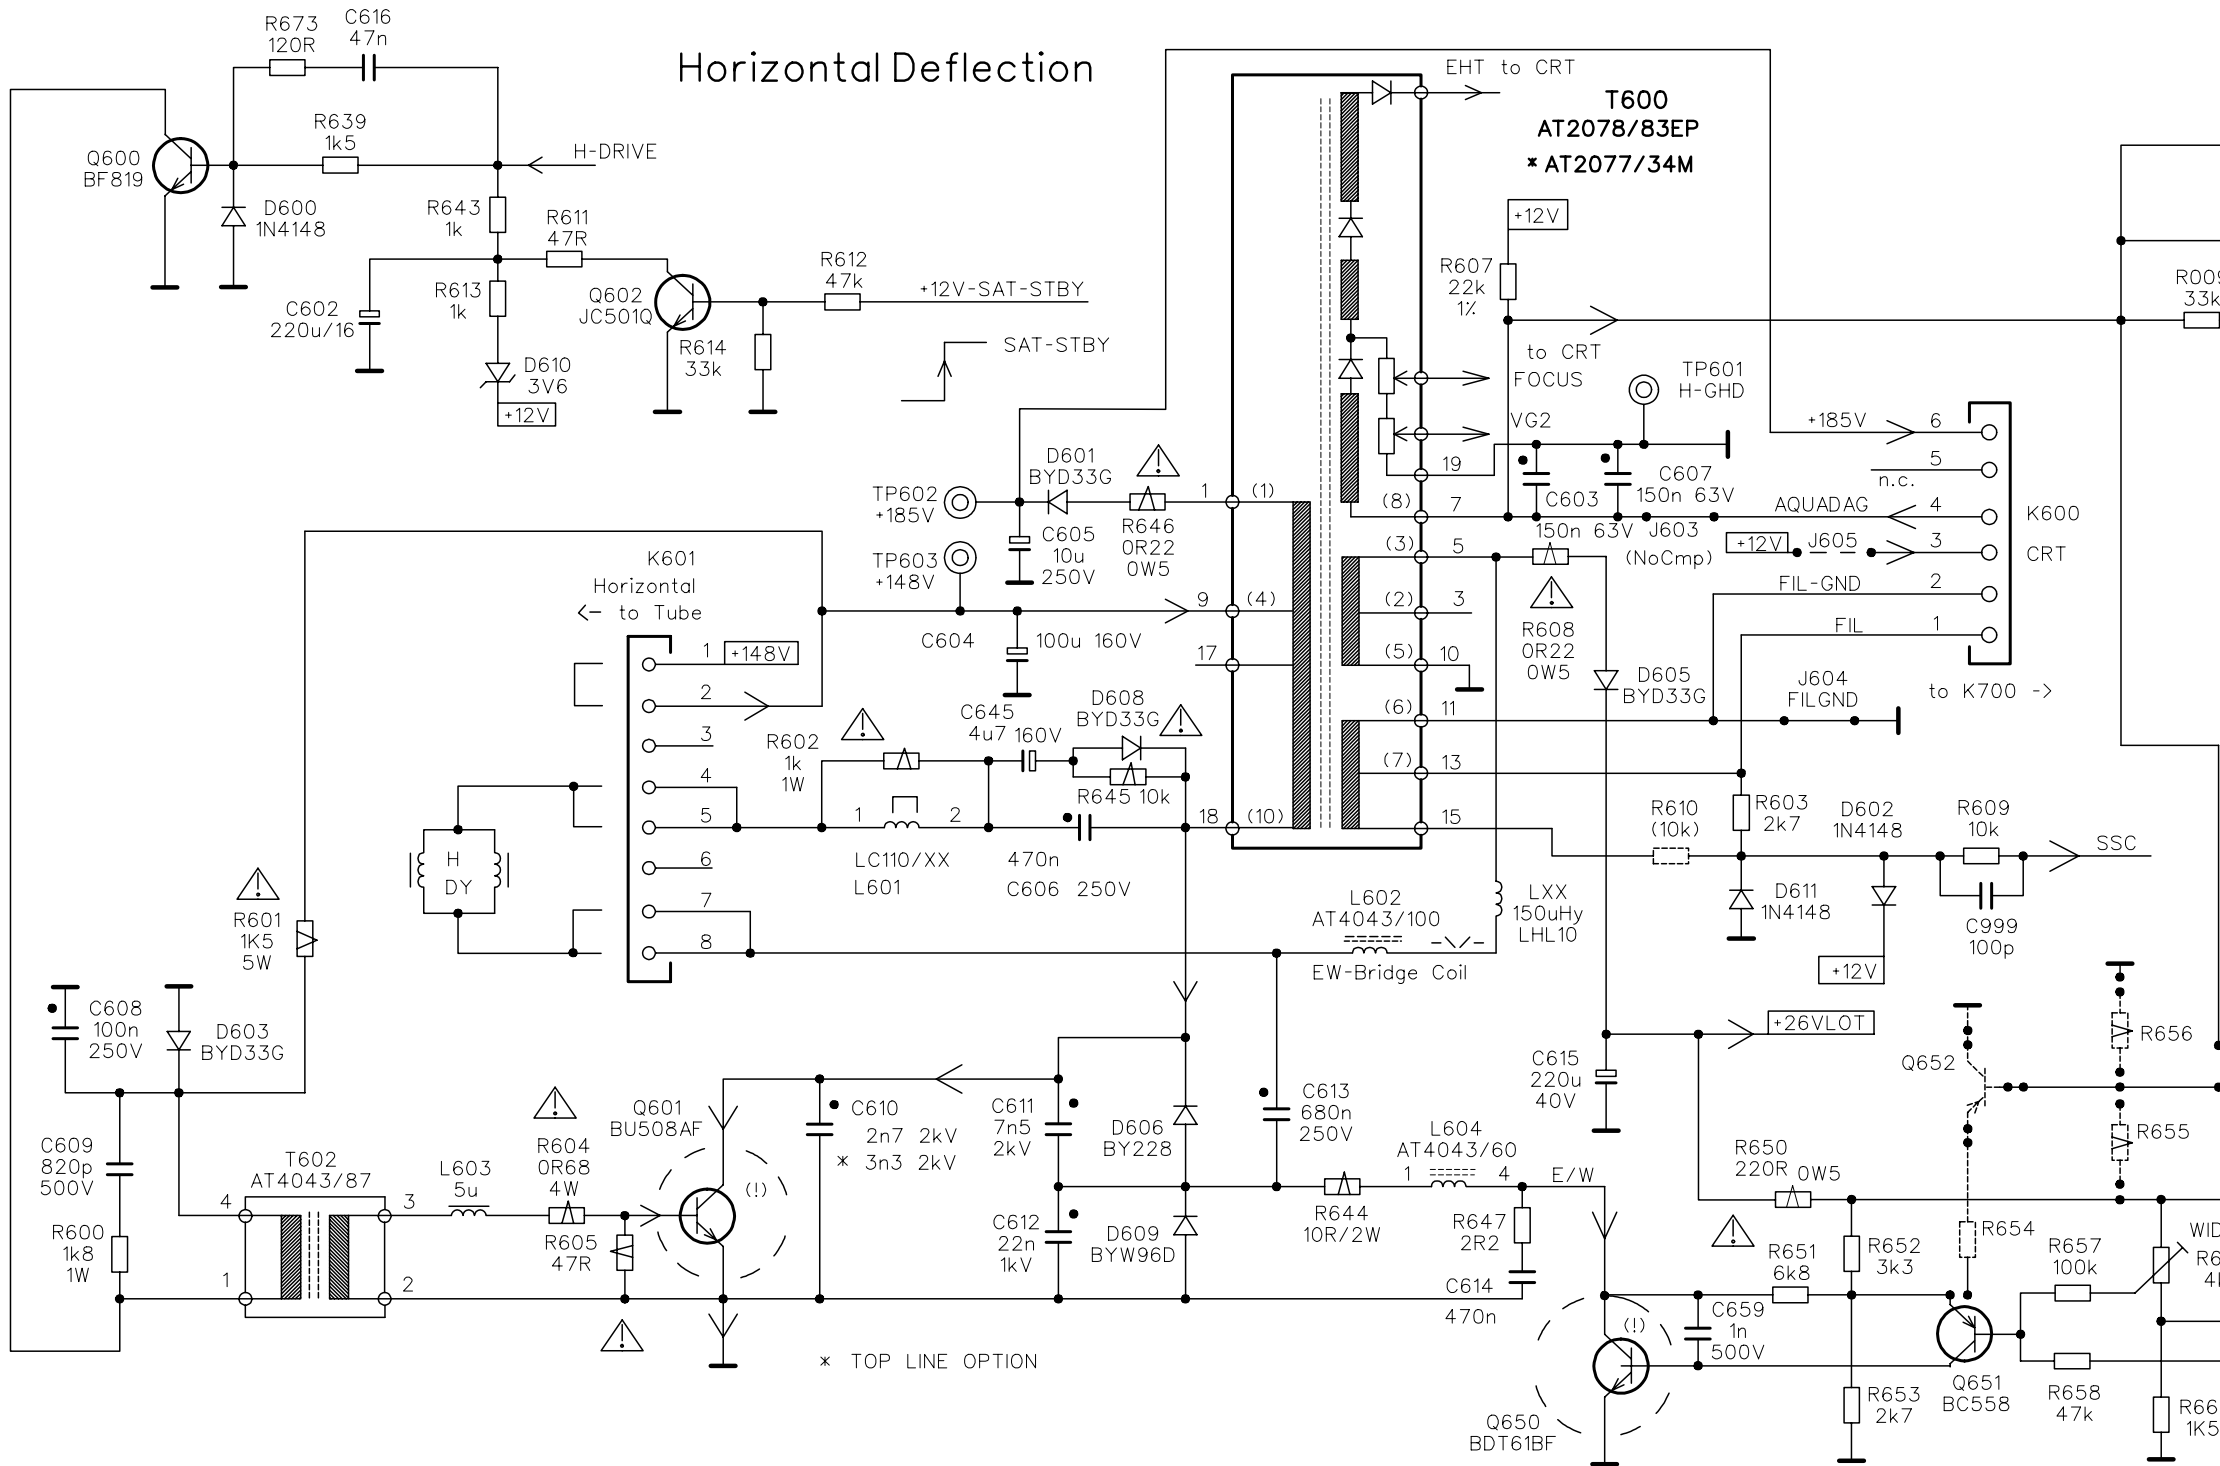 Horizontal Deflection
R673
120R
C616
47n
R639
1k5
Q600
BF819
H-DRIVE
D600
1N4148
R643
1k
R611
47R
R612
47k
+12V-SAT-STBY
C602
220u/16
R613
1k
Q602
JC501Q
R614
33k
SAT-STBY
D610
3V6
+12V
EHT to CRT
T600
AT2078/83EP
* AT2077/34M
+12V
R607
22k
1%
to CRT
FOCUS
VG2
TP601
H-GHD
19
C603
150n 63V
C607
150n 63V
J603
(NoCmp)
(8)
7
(3)
5
(2)
3
(5)
10
(6)
11
(7)
13
15
1
(1)
9
(4)
17
18
(10)
TP602
+185V
D601
BYD33G
R646
0R22
0W5
C605
10u
250V
TP603
+148V
C604
100u 160V
K601
Horizontal
<- to Tube
1
+148V
2
3
4
5
6
7
8
R602
1k
1W
C645
4u7
160V
D608
BYD33G
R645 10k
1
2
LC110/XX
L601
470n
C606 250V
H
DY
R608
0R22
0W5
D605
BYD33G
+185V
6
5
n.c.
AQUADAG
4
+12V
J605
3
FIL-GND
2
FIL
1
K600
CRT
to K700 ->
J604
FILGND
R610
(10k)
R603
2k7
D602
1N4148
R609
10k
SSC
D611
1N4148
C999
100p
+12V
L602
AT4043/100
EW-Bridge Coil
LXX
150uHy
LHL10
R601
1K5
5W
C608
100n
250V
D603
BYD33G
C609
820p
500V
R600
1k8
1W
T602
AT4043/87
4
3
1
2
L603
5u
R604
0R68
4W
R605
47R
Q601
BU508AF
(!)
C610
2n7 2kV
* 3n3 2kV
C611
7n5
2kV
D606
BY228
C612
22n
1kV
D609
BYW96D
C613
680n
250V
R644
10R/2W
L604
AT4043/60
1
4
E/W
R647
2R2
C614
470n
* TOP LINE OPTION
C615
220u
40V
+26VLOT
Q652
R656
R655
R650
220R 0W5
R651
6k8
R652
3k3
R654
C659
1n
500V
(!)
Q650
BDT61BF
R653
2k7
Q651
BC558
R657
100k
R658
47k
WID
R6
4
R66
1K5
R009
33k